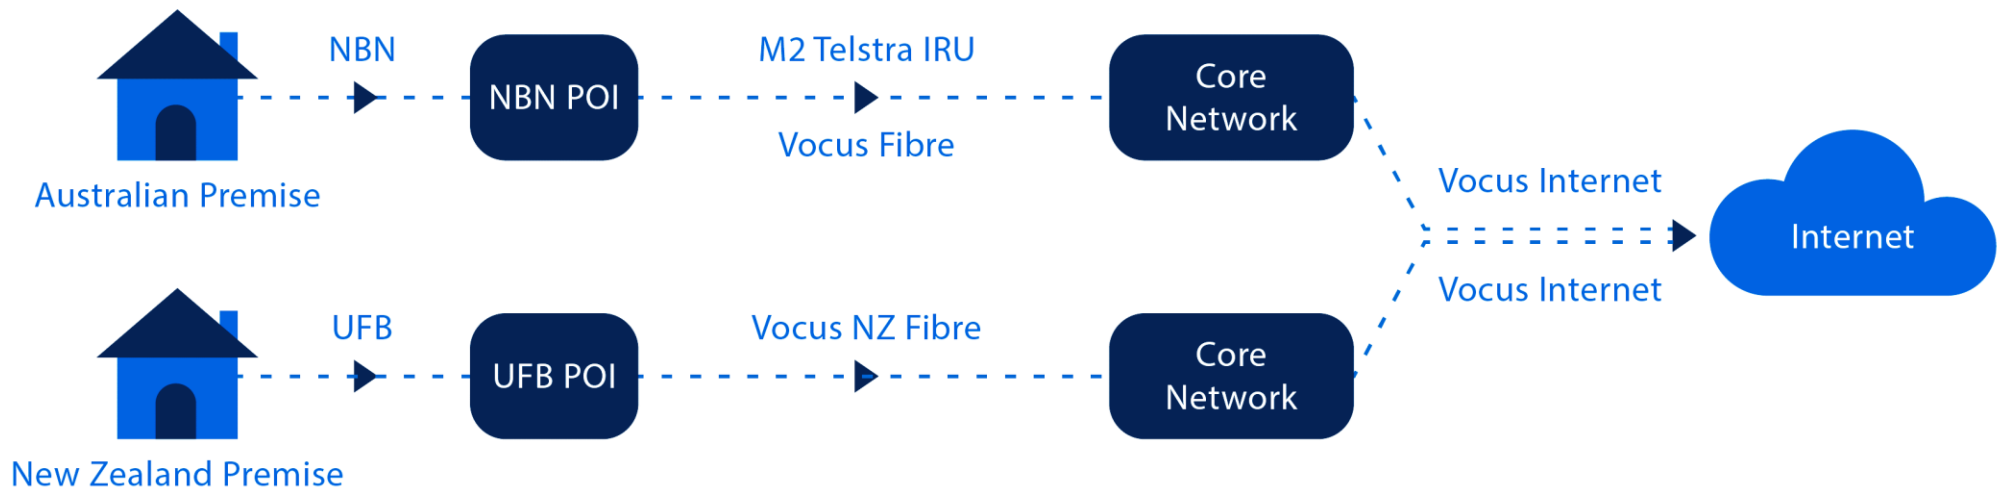 NBN
M2 Telstra IRU
NBN POI
Core
Network
Vocus Fibre
Australian Premise
Vocus Internet
Internet
Vocus Internet
UFB
Vocus NZ Fibre
UFB POI
Core
Network
New Zealand Premise